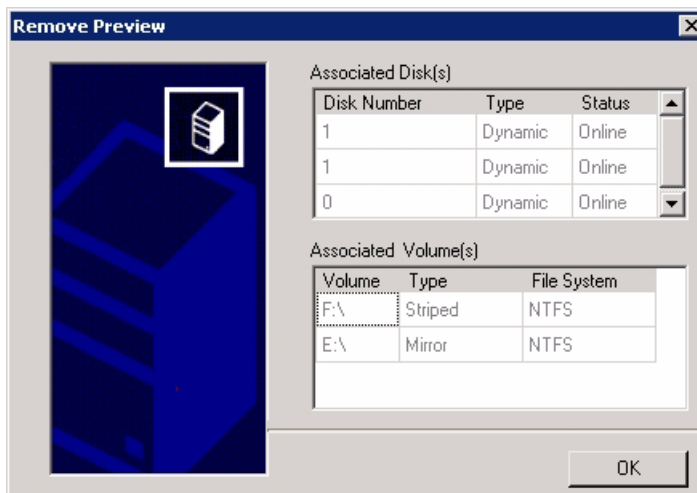 Remove Preview
Associated Disk(s)
Disk Number Type Status
1 Dynamic Online
1 Dynamic Online
0 Dynamic Online
Associated Volume(s)
Volume Type File System
F:\ Striped NTFS
E:\ Mirror NTFS
OK